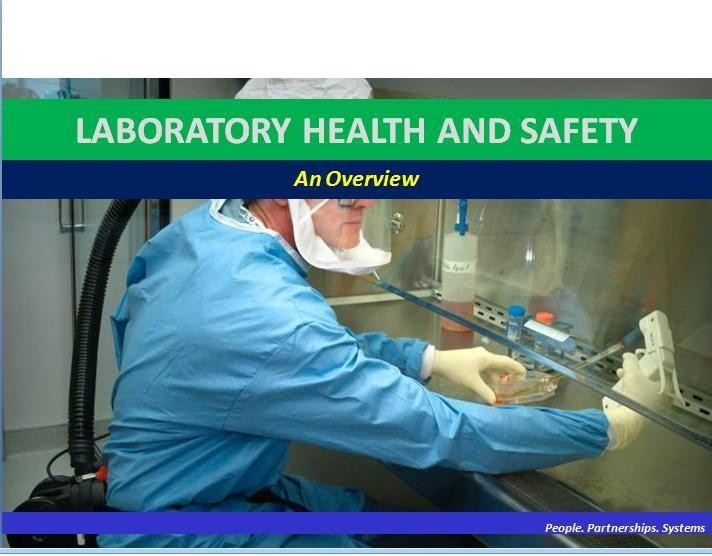 LABORATORY HEALTH AND SAFETY
An Overview
People. Partnerships. Systems